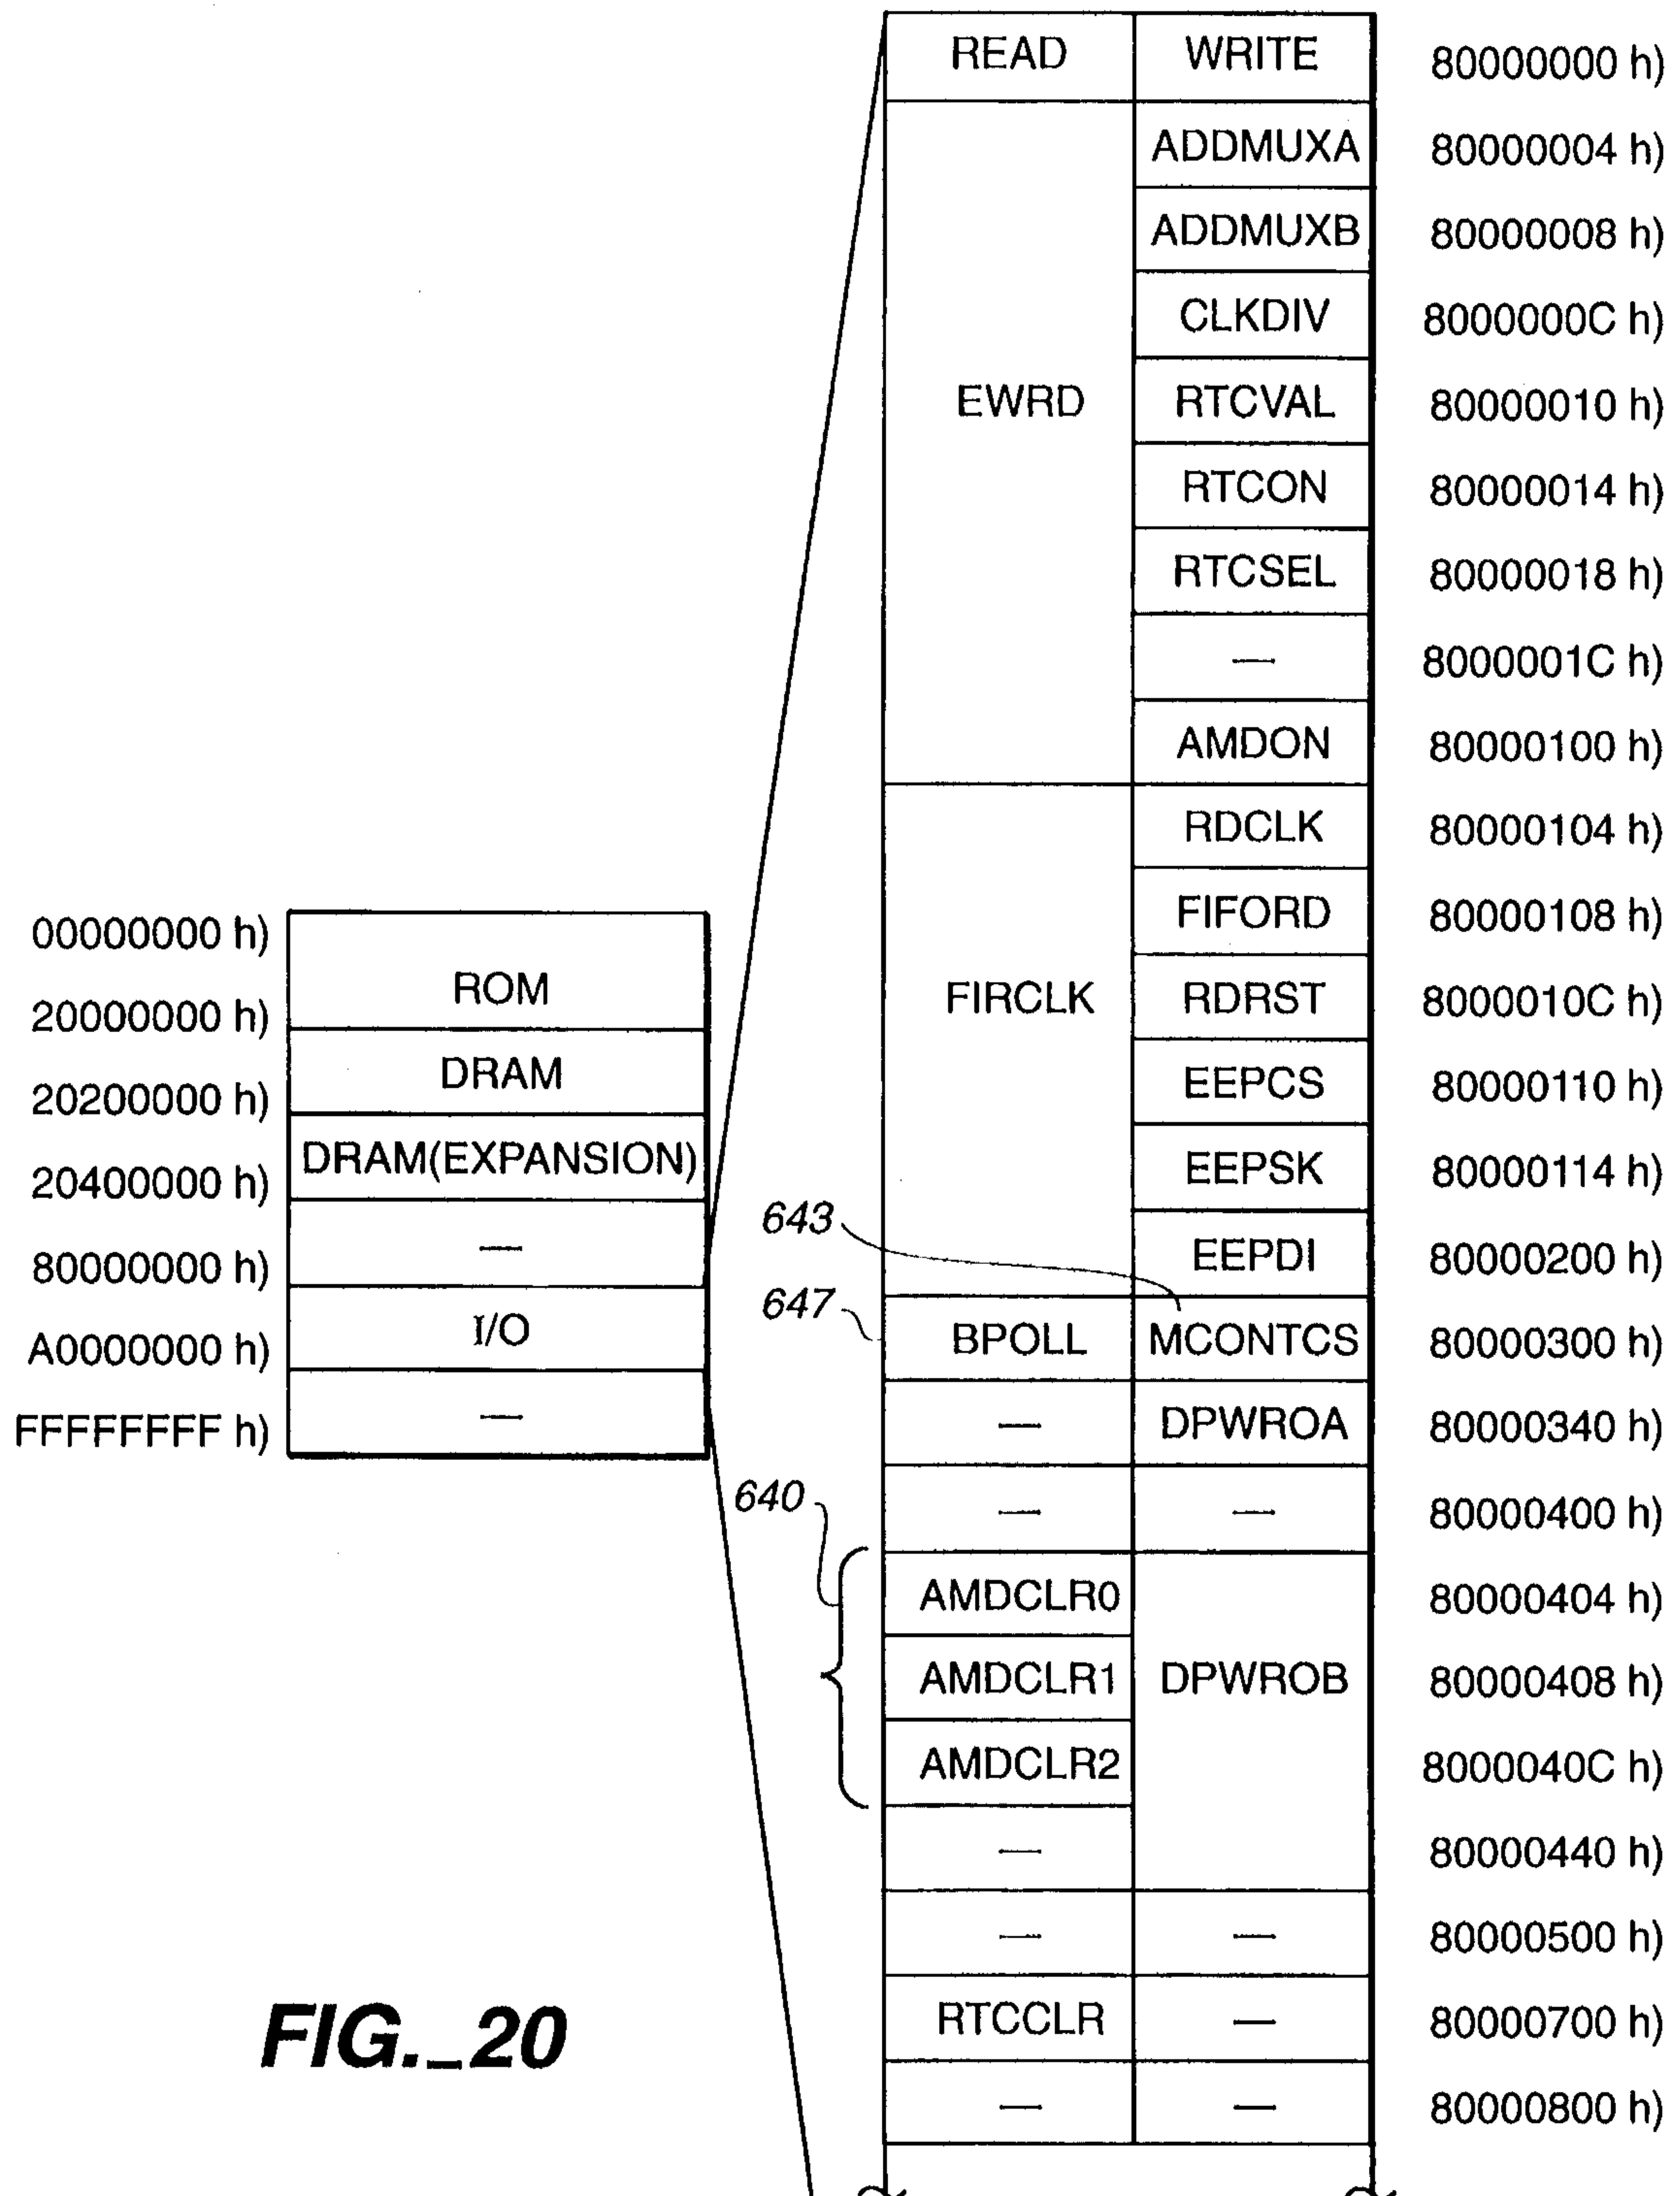 READ WRITE 80000000 h)
ADDMUXA 80000004 h)
ADDMUXB 80000008 h)
CLKDIV 8000000C h)
EWRD RTCVAL 80000010 h)
RTCON 80000014 h)
RTCSEL 80000018 h)
— 8000001C h)
AMDON 80000100 h)
RDCLK 80000104 h)
FIFORD 80000108 h)
FIRCLK RDRST 8000010C h)
EEPCS 80000110 h)
EEPSK 80000114 h)
EEPDI 80000200 h)
643
647 BPOLL MCONTCS 80000300 h)
— DPWROA 80000340 h)
— — 80000400 h)
640
AMDCLR0 80000404 h)
AMDCLR1 DPWROB 80000408 h)
AMDCLR2 8000040C h)
— 80000440 h)
— — 80000500 h)
RTCCLR — 80000700 h)
— — 80000800 h)
00000000 h)
ROM
20000000 h)
DRAM
20200000 h)
DRAM(EXPANSION)
20400000 h)
—
80000000 h)
I/O
A0000000 h)
—
FFFFFFFF h)
FIG._20